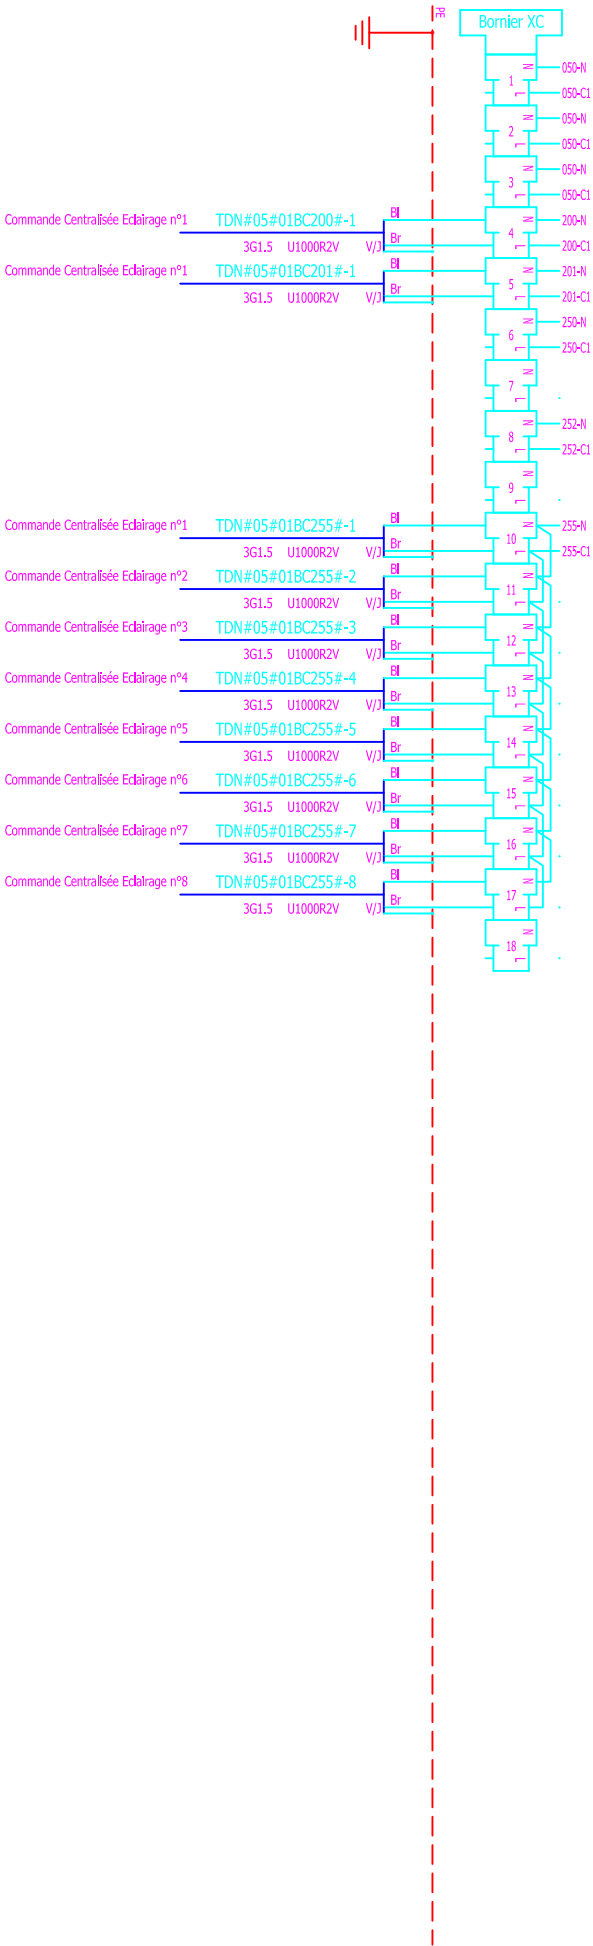 PE
Bornier XC
1 N L 050-N
050-C1
2 N L 050-N
050-C1
3 N L 050-N
050-C1
Commande Centralisée Eclairage n°1 TDN#05#01BC200#-1 Bl 4 N L 200-N
3G1.5 U1000R2V V/J Br 200-C1
Commande Centralisée Eclairage n°1 TDN#05#01BC201#-1 Bl 5 N L 201-N
3G1.5 U1000R2V V/J Br 201-C1
6 N L 250-N
250-C1
7 N L
8 N L 252-N
252-C1
9 N L
Commande Centralisée Eclairage n°1 TDN#05#01BC255#-1 Bl 10 N L 255-N
3G1.5 U1000R2V V/J Br 255-C1
Commande Centralisée Eclairage n°2 TDN#05#01BC255#-2 Bl 11 N L
3G1.5 U1000R2V V/J Br
Commande Centralisée Eclairage n°3 TDN#05#01BC255#-3 Bl 12 N L
3G1.5 U1000R2V V/J Br
Commande Centralisée Eclairage n°4 TDN#05#01BC255#-4 Bl 13 N L
3G1.5 U1000R2V V/J Br
Commande Centralisée Eclairage n°5 TDN#05#01BC255#-5 Bl 14 N L
3G1.5 U1000R2V V/J Br
Commande Centralisée Eclairage n°6 TDN#05#01BC255#-6 Bl 15 N L
3G1.5 U1000R2V V/J Br
Commande Centralisée Eclairage n°7 TDN#05#01BC255#-7 Bl 16 N L
3G1.5 U1000R2V V/J Br
Commande Centralisée Eclairage n°8 TDN#05#01BC255#-8 Bl 17 N L
3G1.5 U1000R2V V/J Br
18 N L